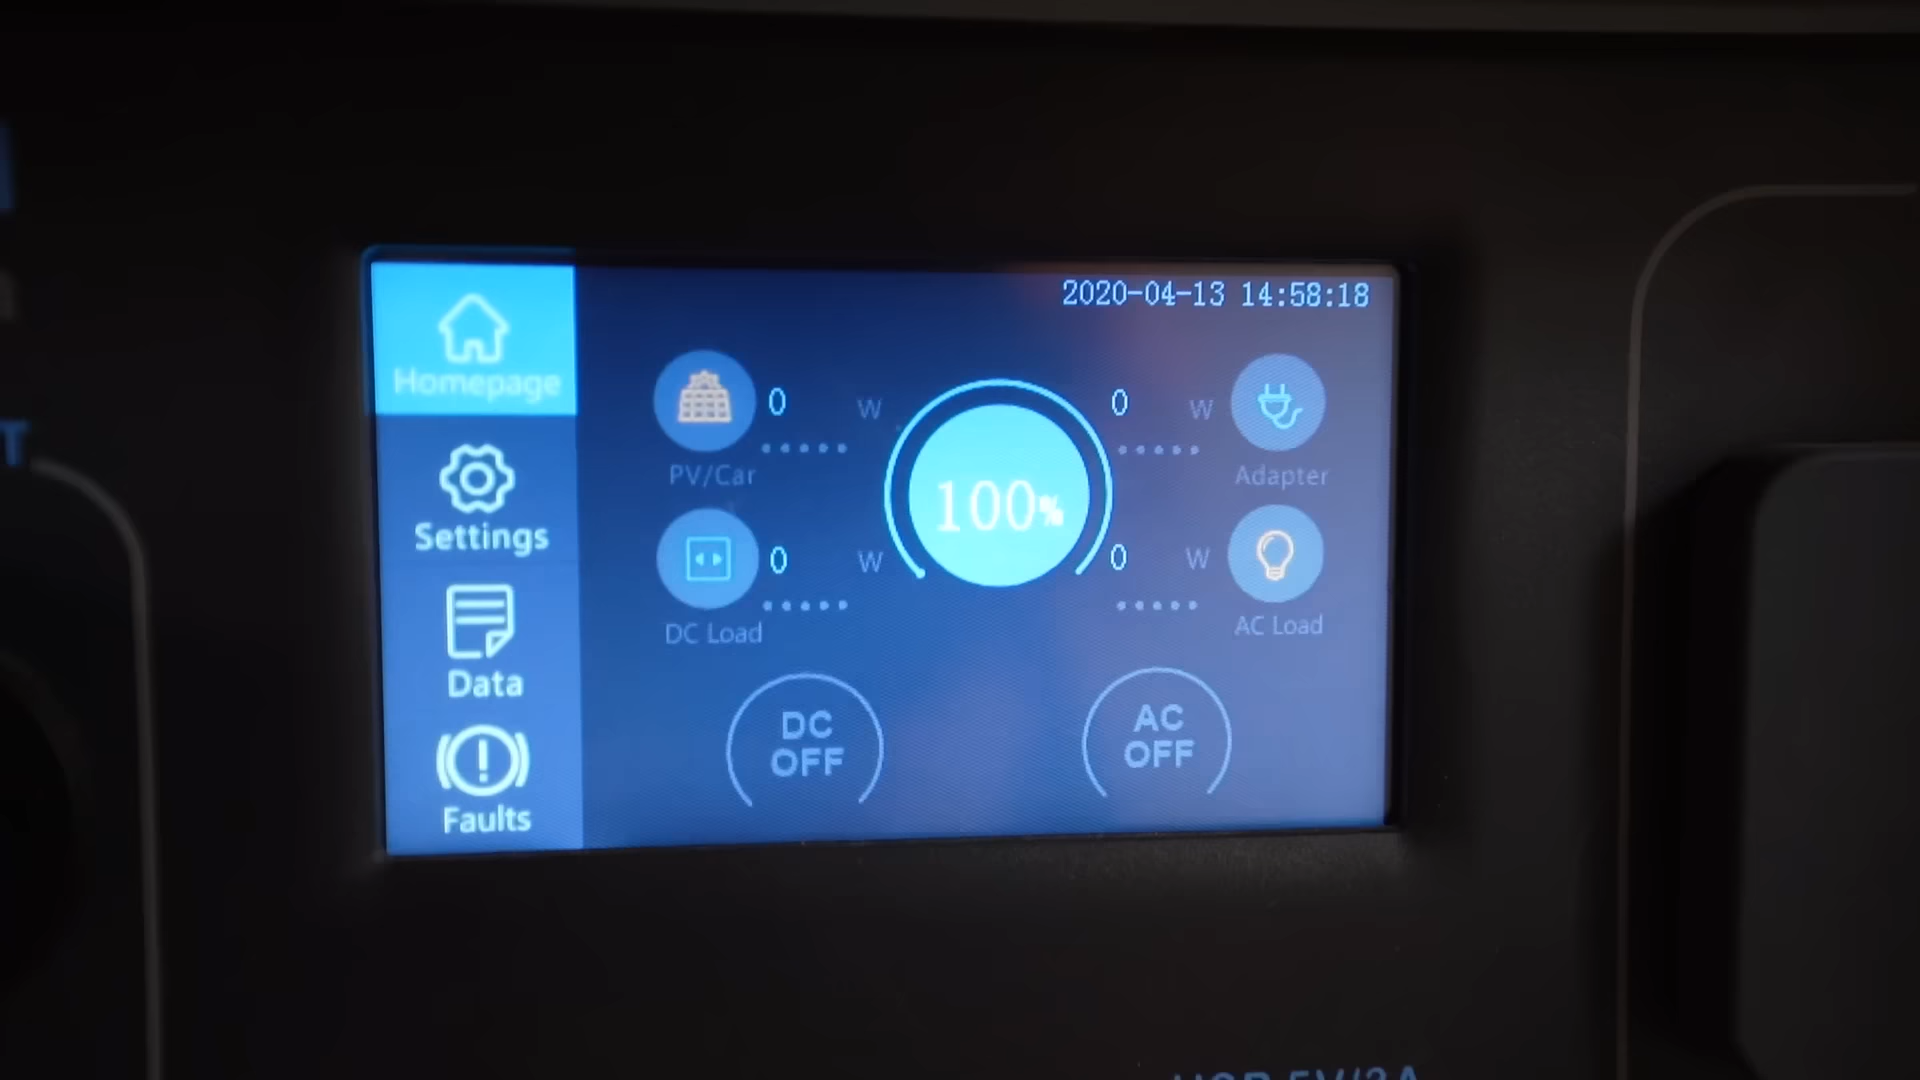 2020-04-13 14:58:18
Homepage
Settings
Data
Faults
0 W
PV/Car
0 W
DC Load
100%
0 W
Adapter
0 W
AC Load
DC
OFF
AC
OFF
T